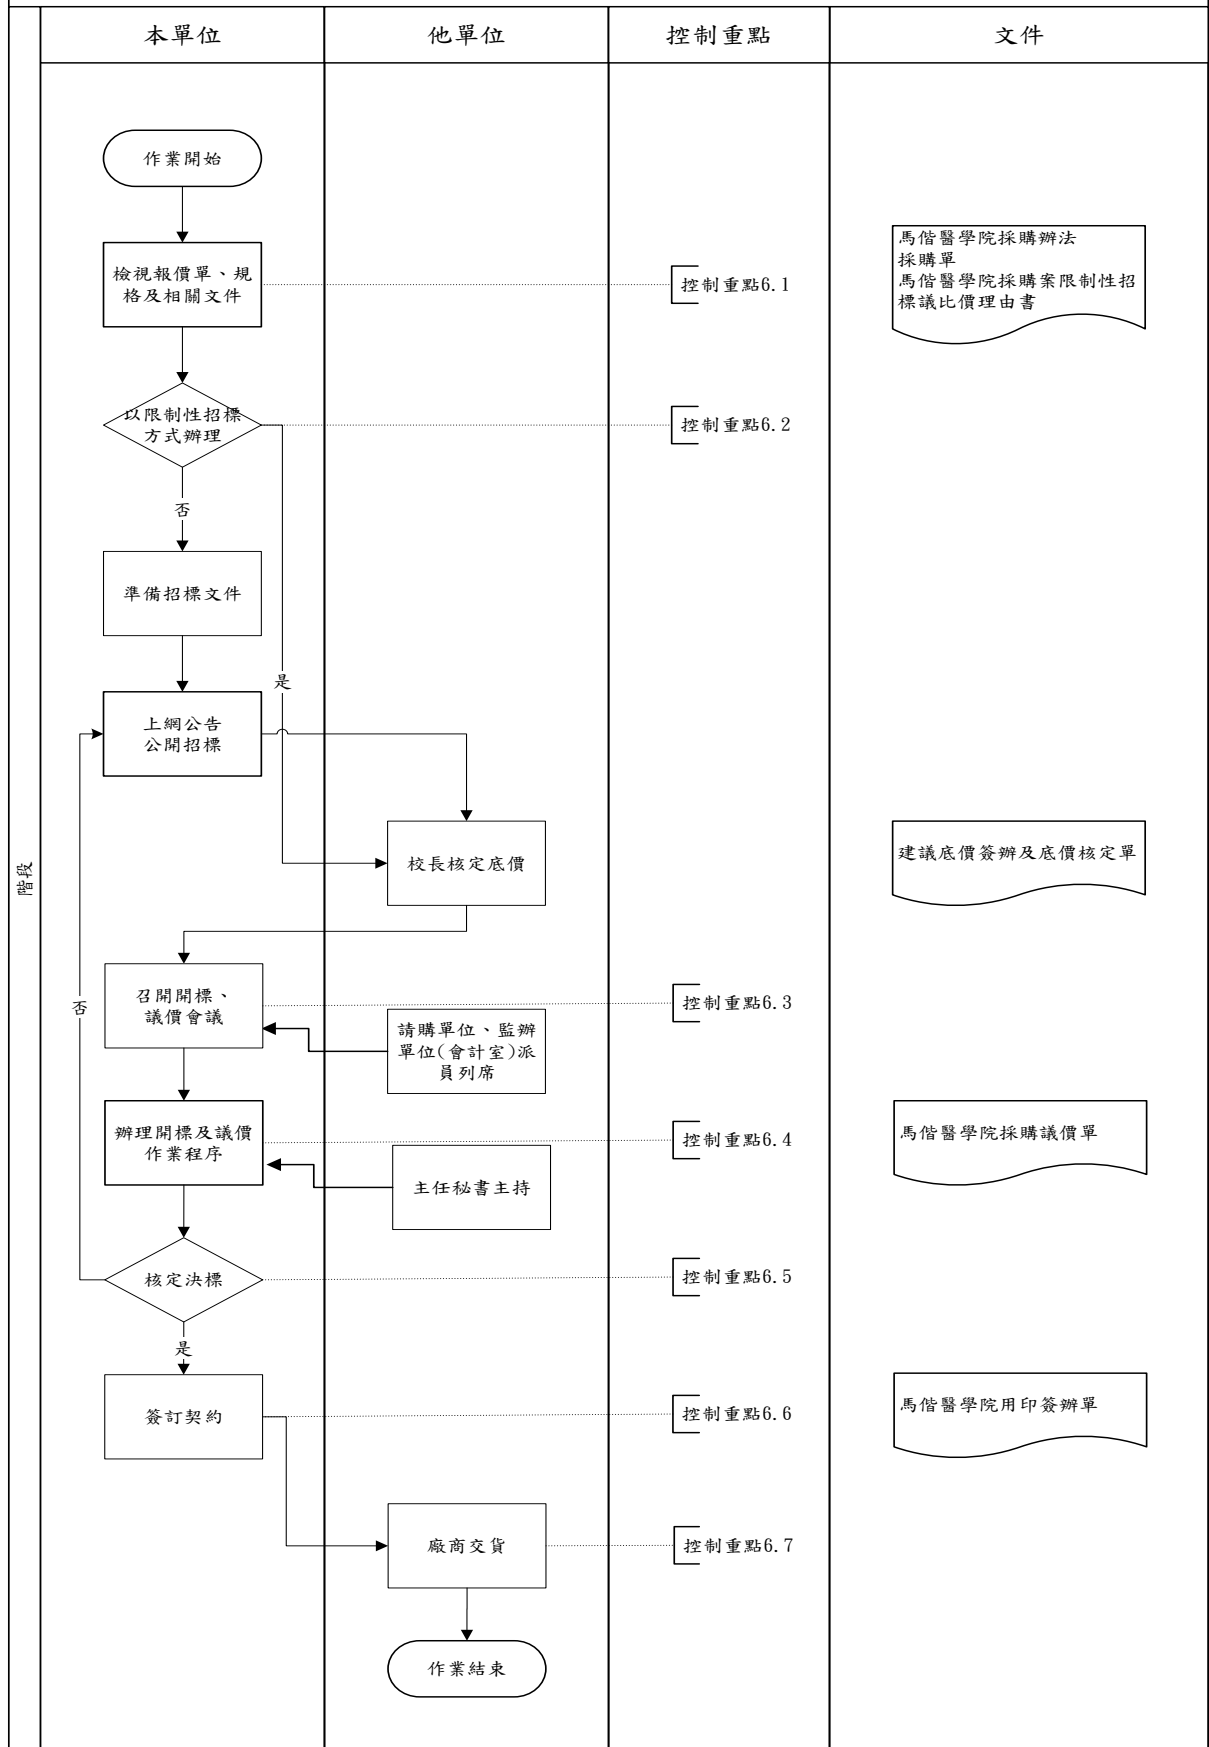 本單位
他單位
控制重點
文件
階段
作業開始
檢視報價單、規
格及相關文件
控制重點6.1
馬偕醫學院採購辦法
採購單
馬偕醫學院採購案限制性招
標議比價理由書
以限制性招標
方式辦理
控制重點6.2
否
準備招標文件
是
上網公告
公開招標
校長核定底價
建議底價簽辦及底價核定單
否
召開開標、
議價會議
控制重點6.3
請購單位、監辦
單位(會計室)派
員列席
辦理開標及議價
作業程序
控制重點6.4
馬偕醫學院採購議價單
主任秘書主持
核定決標
控制重點6.5
是
簽訂契約
控制重點6.6
馬偕醫學院用印簽辦單
廠商交貨
控制重點6.7
作業結束